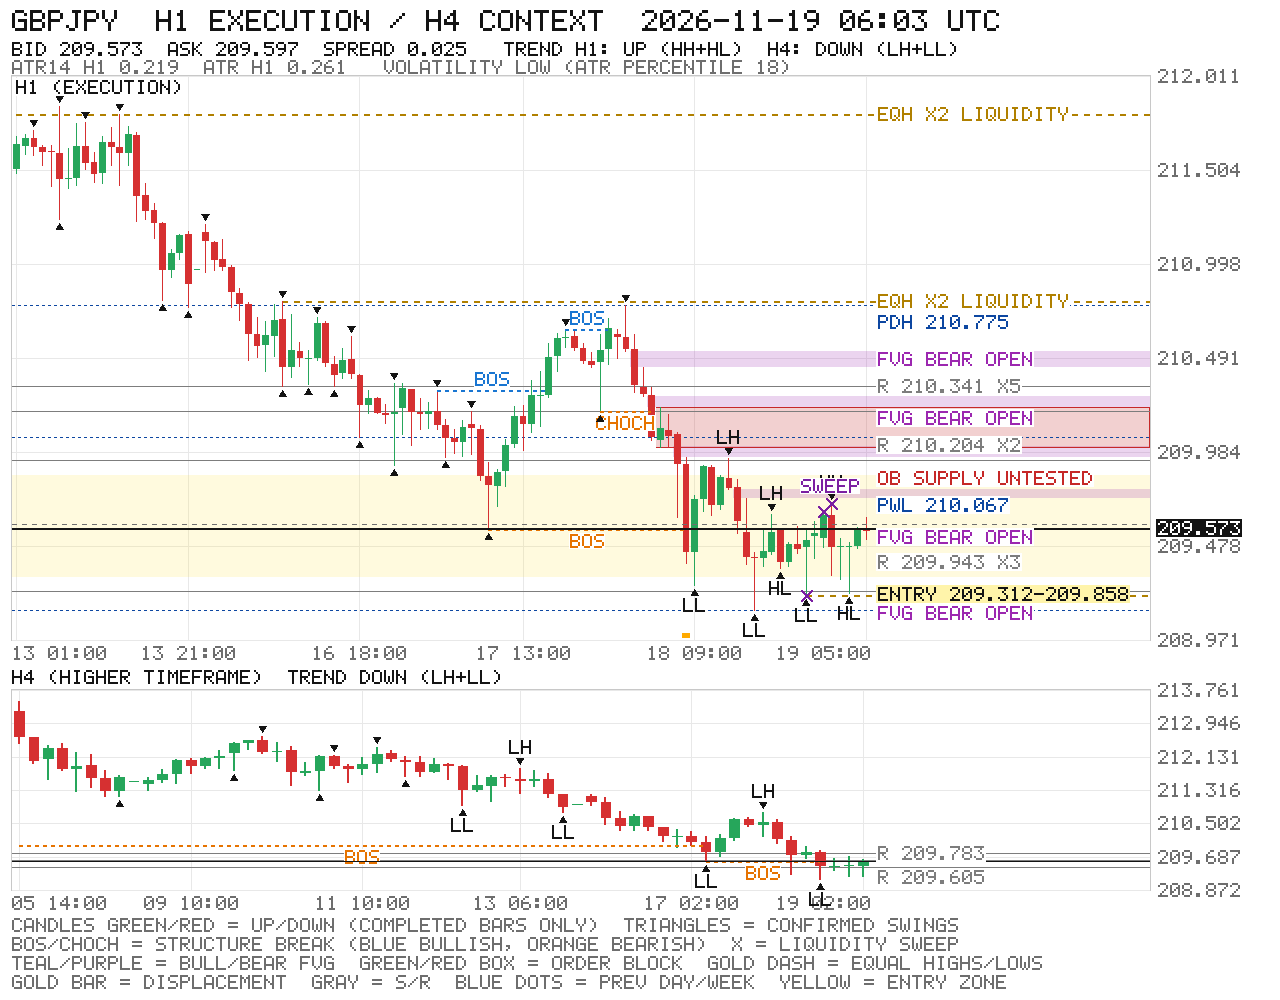 GBPJPY  H1 EXECUTION / H4 CONTEXT  2026-11-19 06:03 UTC
BID 209.573  ASK 209.597  SPREAD 0.025   TREND H1: UP (HH+HL)  H4: DOWN (LH+LL)
ATR14 H1 0.219  ATR H1 0.261   VOLATILITY LOW (ATR PERCENTILE 18)
H1 (EXECUTION)
212.011
EQH X2 LIQUIDITY
211.504
210.998
EQH X2 LIQUIDITY
BOS
PDH 210.775
FVG BEAR OPEN
210.491
BOS
R 210.341 X5
CHOCH
FVG BEAR OPEN
LH
R 210.204 X2
209.984
OB SUPPLY UNTESTED
SWEEP
LH
PWL 210.067
209.573
BOS
FVG BEAR OPEN
209.478
R 209.943 X3
HL
ENTRY 209.312-209.858
LL
LL
HL
FVG BEAR OPEN
LL
208.971
13 01:00
13 21:00
16 18:00
17 13:00
18 09:00
19 05:00
H4 (HIGHER TIMEFRAME)  TREND DOWN (LH+LL)
213.761
212.946
LH
212.131
211.316
LH
LL
LL
210.502
BOS
R 209.783
209.687
BOS
R 209.605
LL
208.872
LL
05 14:00
09 10:00
11 10:00
13 06:00
17 02:00
19 02:00
CANDLES GREEN/RED = UP/DOWN (COMPLETED BARS ONLY)  TRIANGLES = CONFIRMED SWINGS
BOS/CHOCH = STRUCTURE BREAK (BLUE BULLISH, ORANGE BEARISH)  X = LIQUIDITY SWEEP
TEAL/PURPLE = BULL/BEAR FVG  GREEN/RED BOX = ORDER BLOCK  GOLD DASH = EQUAL HIGHS/LOWS
GOLD BAR = DISPLACEMENT  GRAY = S/R  BLUE DOTS = PREV DAY/WEEK  YELLOW = ENTRY ZONE